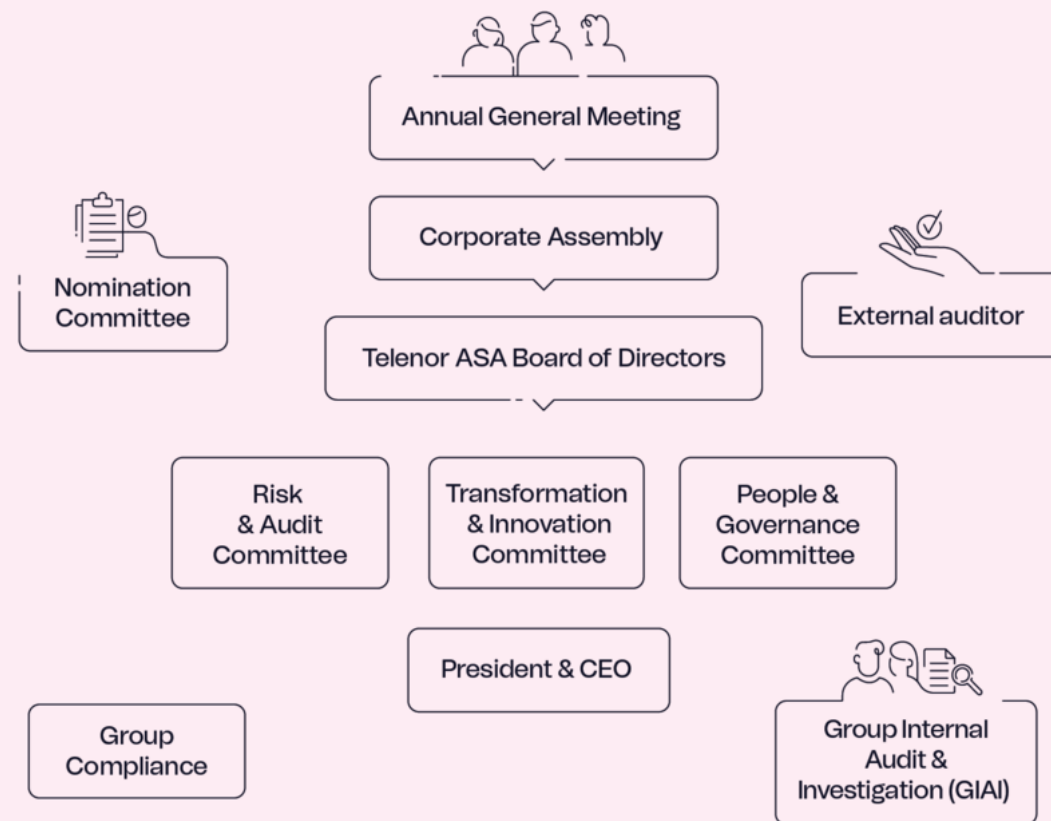 Annual General Meeting
Corporate Assembly
Nomination
Committee
External auditor
Telenor ASA Board of Directors
Risk
& Audit
Committee
Transformation
& Innovation
Committee
People &
Governance
Committee
President & CEO
Group
Compliance
Group Internal
Audit &
Investigation (GIAI)